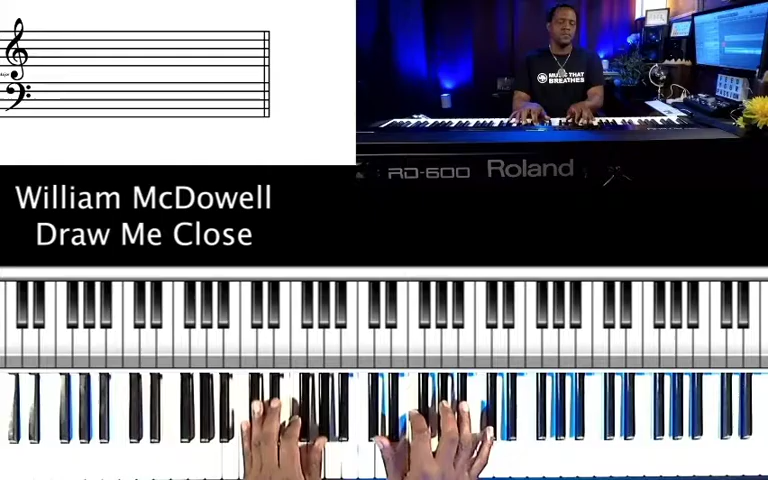 MUSIC THAT
BREATHES
RD-600 Roland
William McDowell
Draw Me Close